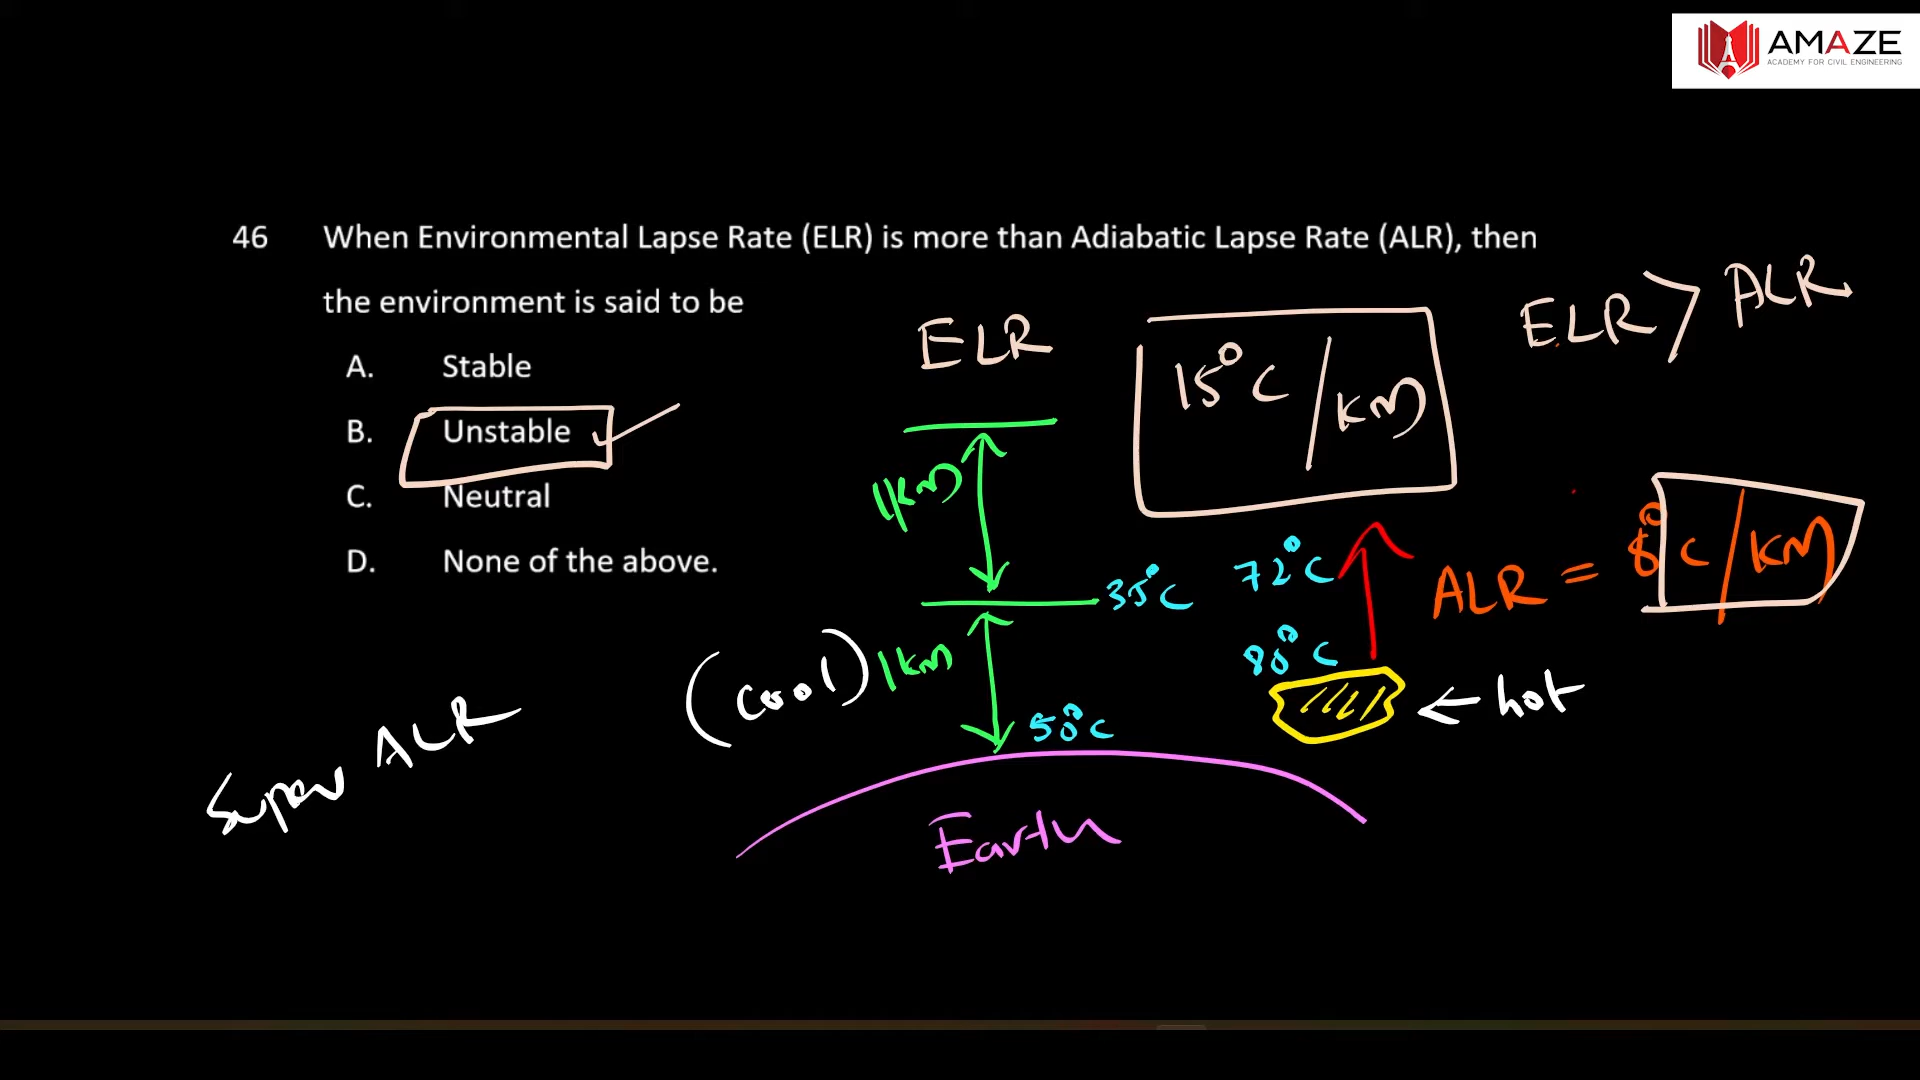 AMAZE
ACADEMY FOR CIVIL ENGINEERING
46 When Environmental Lapse Rate (ELR) is more than Adiabatic Lapse Rate (ALR), then
the environment is said to be
A. Stable
B. Unstable
C. Neutral
D. None of the above.
ELR
15°C/KM
ELR > ALR
1KM
35°C
72°C
ALR = 8°C/KM
80°C
(cool)
1KM
50°C
← hot
Super ALR
Earth